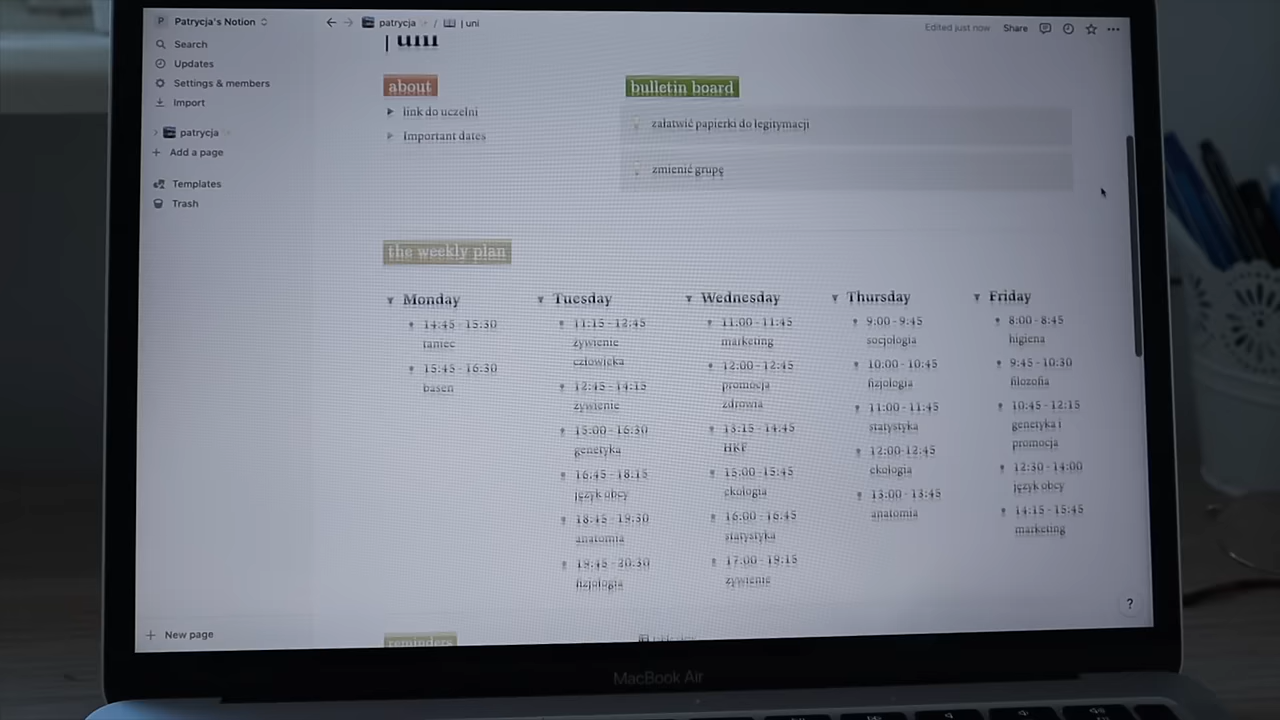 P Patrycja's Notion
patrycja / | uni
Edited just now Share
| uni
Search
Updates
Settings & members
Import
patrycja
Add a page
Templates
Trash
about
link do uczelni
Important dates
bulletin board
załatwić papierki do legitymacji
zmienić grupę
the weekly plan
Monday
14:45 - 15:30
taniec
15:45 - 16:30
basen
Tuesday
11:15 - 12:45
żywienie
człowieka
12:45 - 14:15
żywienie
15:00 - 16:30
genetyka
16:45 - 18:15
język obcy
18:45 - 19:30
anatomia
19:45 - 20:30
fizjologia
Wednesday
11:00 - 11:45
marketing
12:00 - 12:45
promocja
zdrowia
13:15 - 14:45
HKF
15:00 - 15:45
ekologia
16:00 - 16:45
statystyka
17:00 - 19:15
żywienie
Thursday
9:00 - 9:45
socjologia
10:00 - 10:45
fizjologia
11:00 - 11:45
statystyka
12:00-12:45
ekologia
13:00 - 13:45
anatomia
Friday
8:00 - 8:45
higiena
9:45 - 10:30
filozofia
10:45 - 12:15
genetyka i
promocja
12:30 - 14:00
język obcy
14:15 - 15:45
marketing
reminders
New page
?
MacBook Air